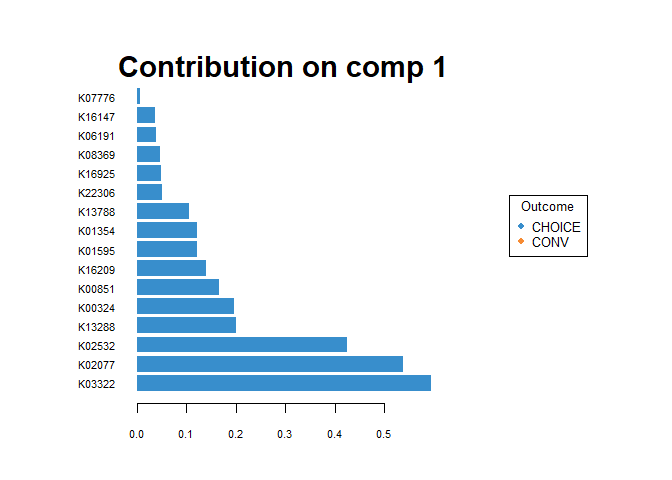 Contribution on comp 1
K07776
K16147
K06191
K08369
K16925
K22306
K13788
K01354
K01595
K16209
K00851
K00324
K13288
K02532
K02077
K03322
0.0 0.1 0.2 0.3 0.4 0.5
Outcome
CHOICE
CONV